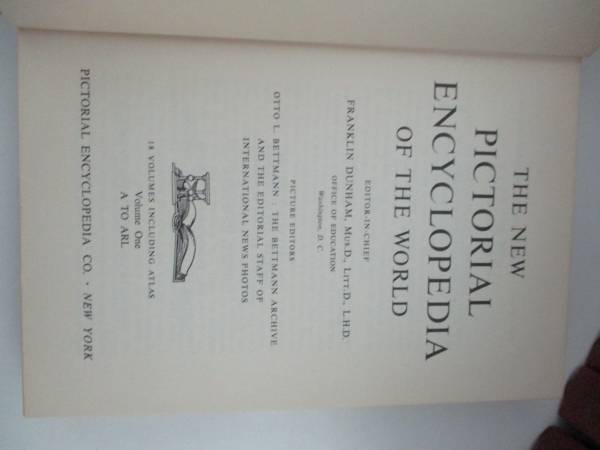 THE NEW
PICTORIAL
ENCYCLOPEDIA
OF THE WORLD
EDITOR-IN-CHIEF
FRANKLIN DUNHAM, MUS.D., LITT.D., L.H.D.
OFFICE OF EDUCATION
Washington, D. C.
PICTURE EDITORS
OTTO L. BETTMANN : THE BETTMANN ARCHIVE
AND THE EDITORIAL STAFF OF
INTERNATIONAL NEWS PHOTOS
18 VOLUMES INCLUDING ATLAS
Volume One
A TO ARL
PICTORIAL ENCYCLOPEDIA CO. · NEW YORK